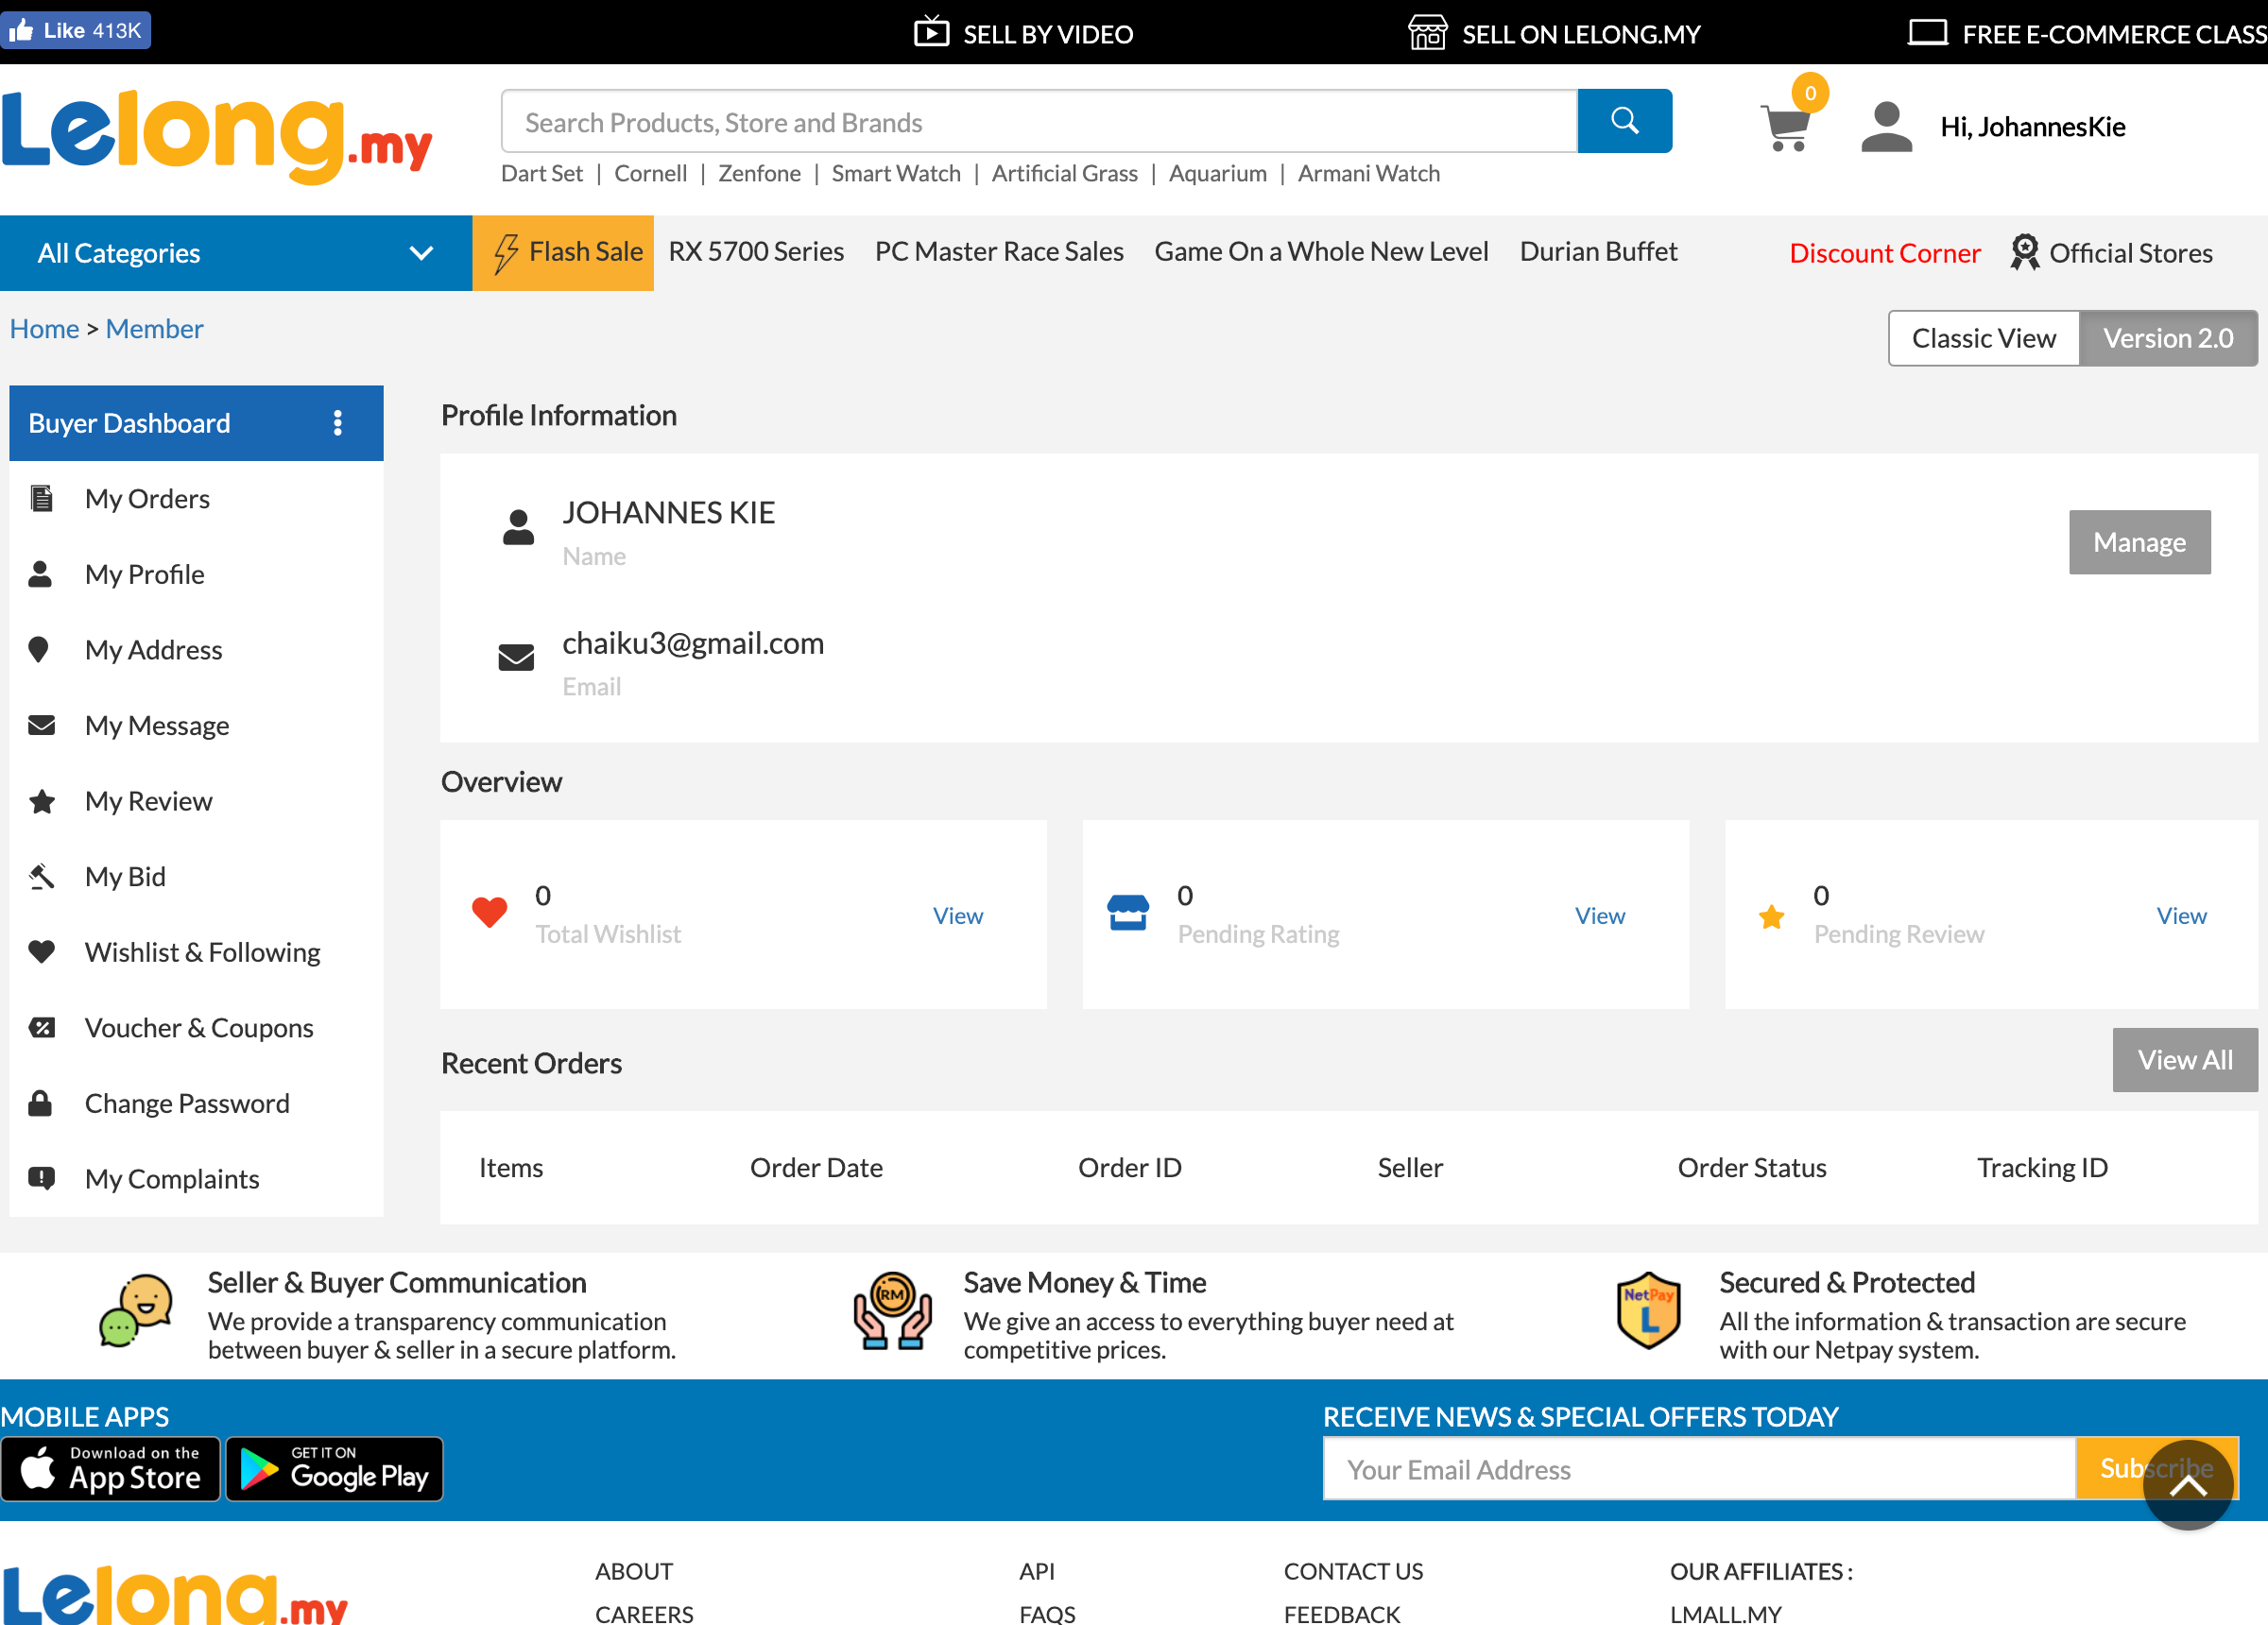 Like 413K
SELL BY VIDEO
SELL ON LELONG.MY
FREE E-COMMERCE CLASS
Lelong.my
Search Products, Store and Brands
0
Hi, JohannesKie
Dart Set | Cornell | Zenfone | Smart Watch | Artificial Grass | Aquarium | Armani Watch
All Categories
Flash Sale
RX 5700 Series
PC Master Race Sales
Game On a Whole New Level
Durian Buffet
Discount Corner
Official Stores
Home > Member
Classic View
Version 2.0
Buyer Dashboard
My Orders
My Profile
My Address
My Message
My Review
My Bid
Wishlist & Following
Voucher & Coupons
Change Password
My Complaints
Profile Information
JOHANNES KIE
Name
Manage
chaiku3@gmail.com
Email
Overview
0
Total Wishlist
View
0
Pending Rating
View
0
Pending Review
View
Recent Orders
View All
Items
Order Date
Order ID
Seller
Order Status
Tracking ID
Seller & Buyer Communication
We provide a transparency communication
between buyer & seller in a secure platform.
RM
Save Money & Time
We give an access to everything buyer need at
competitive prices.
NetPay
L
Secured & Protected
All the information & transaction are secure
with our Netpay system.
MOBILE APPS
Download on the
App Store
GET IT ON
Google Play
RECEIVE NEWS & SPECIAL OFFERS TODAY
Your Email Address
Subscribe
Lelong.my
ABOUT
CAREERS
API
FAQS
CONTACT US
FEEDBACK
OUR AFFILIATES :
LMALL.MY